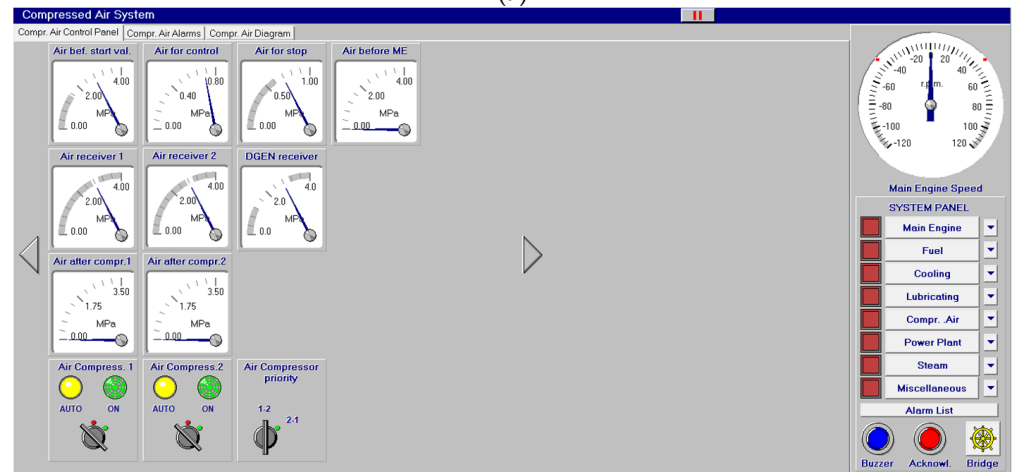 Compressed Air System
Compr. Air Control Panel Compr. Air Alarms Compr. Air Diagram
Air bef. start val. Air for control Air for stop Air before ME
4.00 0.80 1.00 4.00
2.00 0.40 0.50 2.00
MPa MPa MPa MPa
0.00 0.00 0.00 0.00
Air receiver 1 Air receiver 2 DGEN receiver
4.00 4.00 4.0
2.00 2.00 2.0
MPa MPa MPa
0.00 0.00 0.0
Air after compr.1 Air after compr.2
3.50 3.50
1.75 1.75
MPa MPa
0.00 0.00
Air Compress. 1 Air Compress.2 Air Compressor
priority
AUTO ON AUTO ON 1-2
2-1
-20 20
-40 40
r.p.m.
-60 60
-80 80
-100 100
-120 120
Main Engine Speed
SYSTEM PANEL
Main Engine
Fuel
Cooling
Lubricating
Compr. .Air
Power Plant
Steam
Miscellaneous
Alarm List
Buzzer Acknowl. Bridge